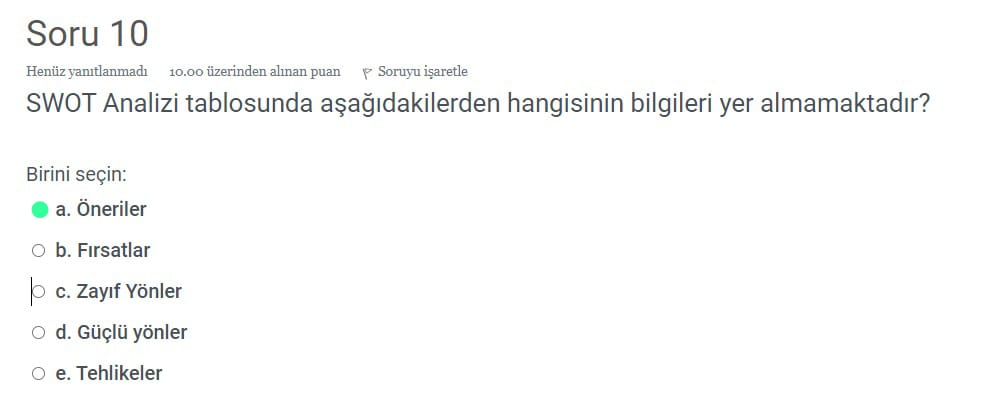 Soru 10
Henüz yanıtlanmadı 10.00 üzerinden alınan puan Soruyu işaretle
SWOT Analizi tablosunda aşağıdakilerden hangisinin bilgileri yer almamaktadır?
Birini seçin:
a. Öneriler
b. Fırsatlar
c. Zayıf Yönler
d. Güçlü yönler
e. Tehlikeler